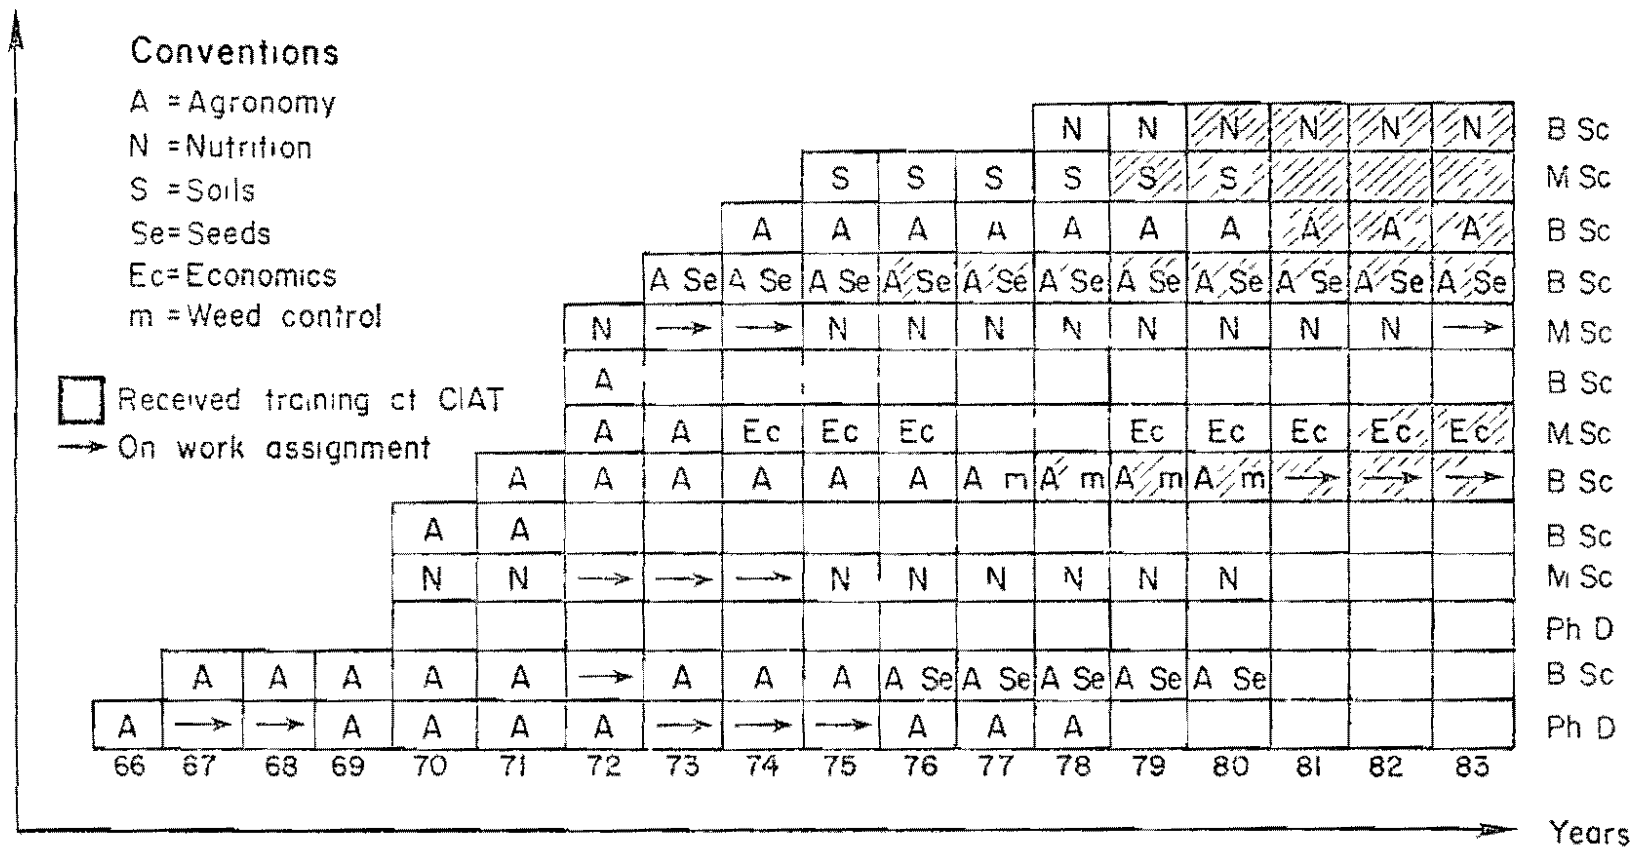 Conventions
A = Agronomy
N = Nutrition
S = Soils
Se = Seeds
Ec = Economics
m = Weed control
Received training at CIAT
→ On work assignment
N N N N N N B Sc
S S S S S S M Sc
A A A A A A A A A A B Sc
A Se A Se A Se A Se A Se A Se A Se A Se A Se A Se A Se B Sc
N → → N N N N N N N N → M Sc
A B Sc
A A Ec Ec Ec Ec Ec Ec Ec Ec M Sc
A A A A A A A m A m A m A m → → → B Sc
A A B Sc
N N → → → N N N N N N M Sc
Ph D
A A A A A → A A A A Se A Se A Se A Se A Se B Sc
A → → A A A A → → → A A A Ph D
66 67 68 69 70 71 72 73 74 75 76 77 78 79 80 81 82 83
Years